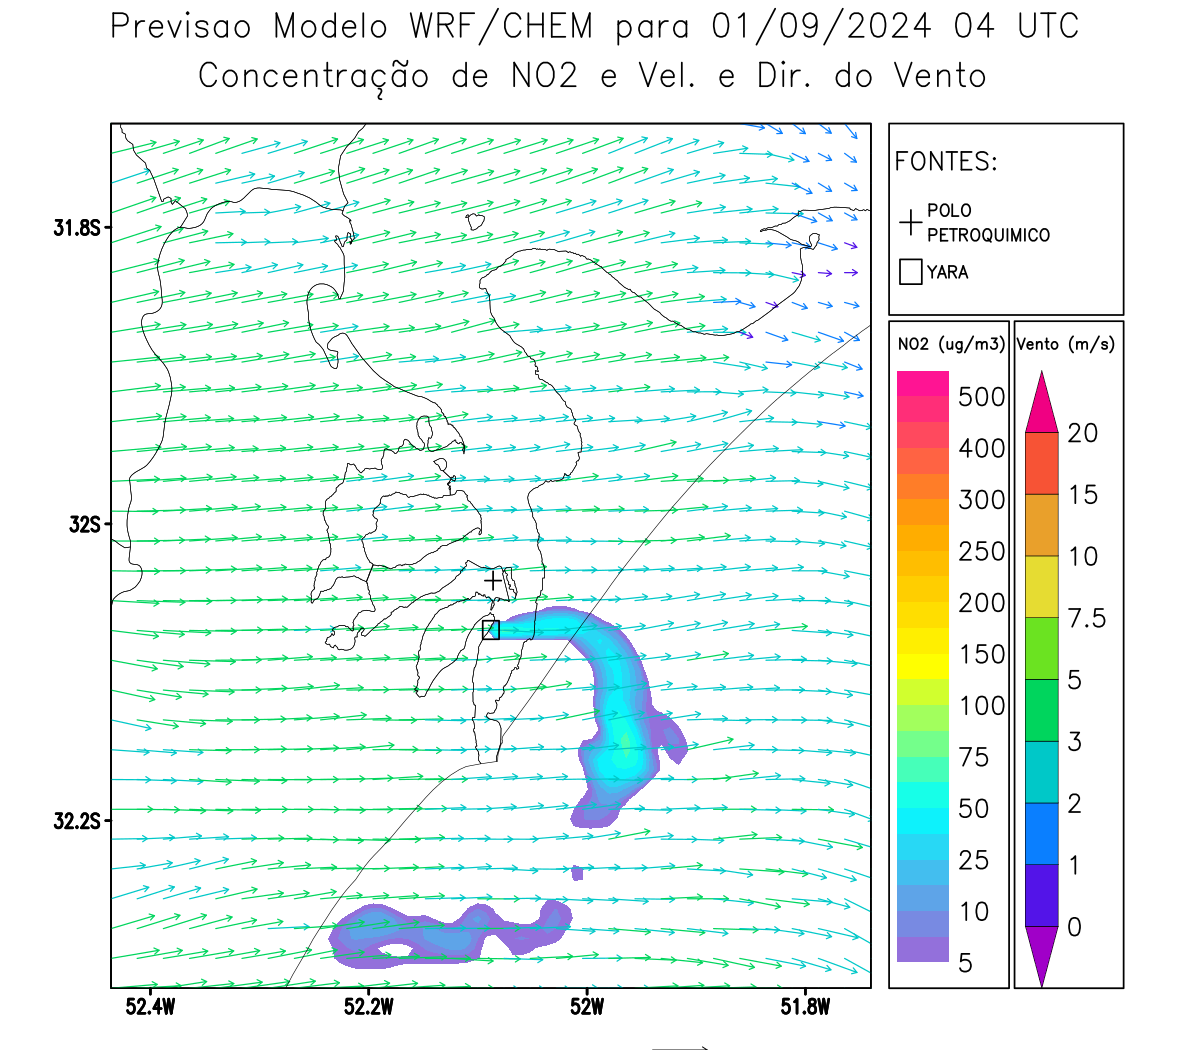 Previsao Modelo WRF/CHEM para 01/09/2024 04 UTC
Concentração de NO2 e Vel. e Dir. do Vento
FONTES:
POLO
PETROQUIMICO
YARA
NO2 (ug/m3)
500
400
300
250
200
150
100
75
50
25
10
5
Vento (m/s)
20
15
10
7.5
5
3
2
1
0
31.8S
32S
32.2S
52.4W
52.2W
52W
51.8W